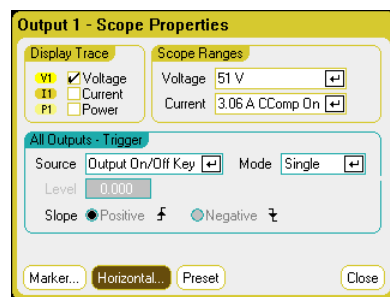 Output 1 - Scope Properties
Display Trace
V1 Voltage
I1 Current
P1 Power
Scope Ranges
Voltage 51 V
Current 3.06 A CComp On
All Outputs - Trigger
Source Output On/Off Key Mode Single
Level 0.000
Slope Positive Negative
Marker... Horizontal... Preset Close